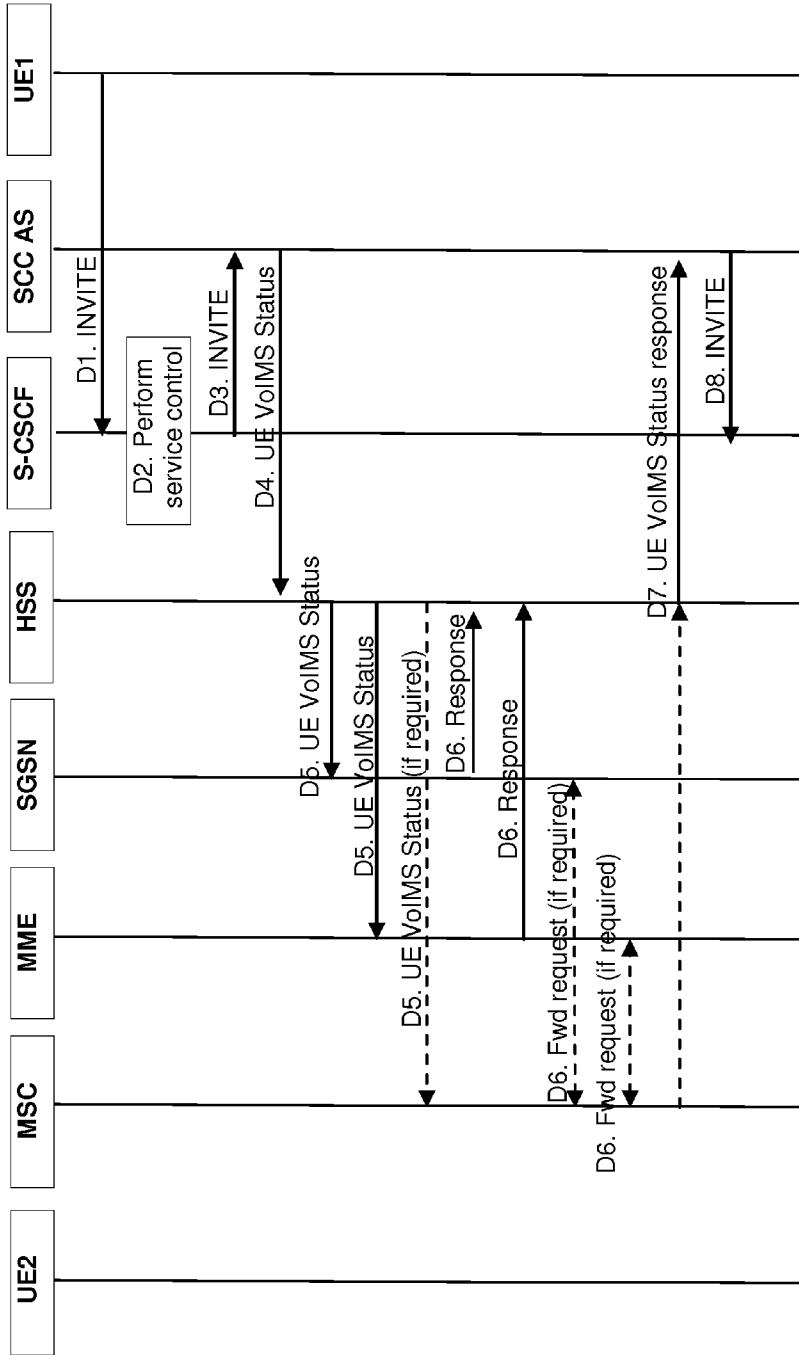 UE2
MSC
MME
SGSN
HSS
S-CSCF
SCC AS
UE1
D1. INVITE
D2. Perform
service control
D3. INVITE
D4. UE VoIMS Status
D5. UE VoIMS Status
D5. UE VoIMS Status
D5. UE VoIMS Status (if required)
D6. Response
D6. Response
D6. Fwd request (if required)
D6. Fwd request (if required)
D7. UE VoIMS Status response
D8. INVITE